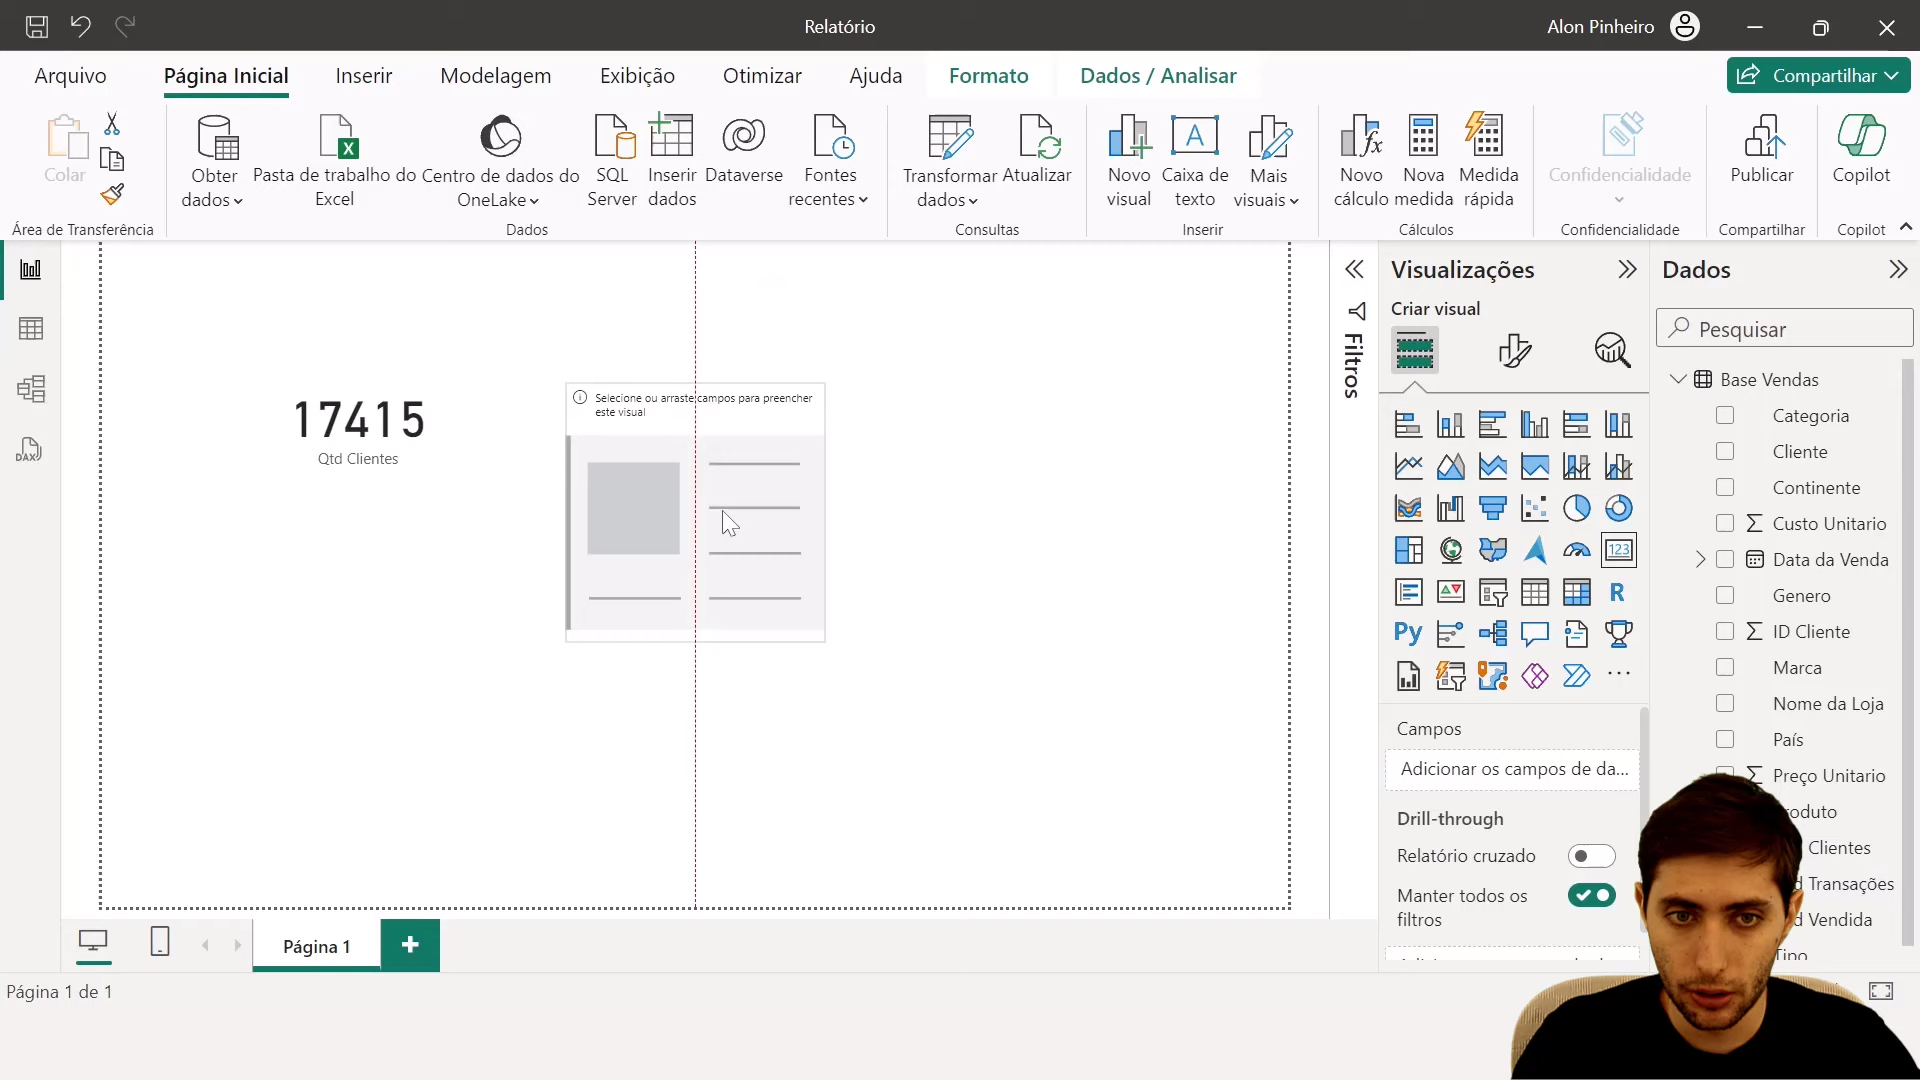 Relatório
Alon Pinheiro
Arquivo
Página Inicial
Inserir
Modelagem
Exibição
Otimizar
Ajuda
Formato
Dados / Analisar
Compartilhar
Colar
Obter
dados
Pasta de trabalho do
Excel
Centro de dados do
OneLake
SQL
Server
Inserir
dados
Dataverse
Fontes
recentes
Transformar
dados
Atualizar
Novo
visual
Caixa de
texto
Mais
visuais
Novo
cálculo
Nova
medida
Medida
rápida
Confidencialidade
Publicar
Copilot
Área de Transferência
Dados
Consultas
Inserir
Cálculos
Confidencialidade
Compartilhar
Copilot
DAX
17415
Qtd Clientes
Selecione ou arraste campos para preencher
este visual
Filtros
Visualizações
Criar visual
123
R
Py
Campos
Adicionar os campos de da...
Drill-through
Relatório cruzado
Manter todos os
filtros
Dados
Pesquisar
Base Vendas
Categoria
Cliente
Continente
Custo Unitario
Data da Venda
Genero
ID Cliente
Marca
Nome da Loja
País
Preço Unitario
Clientes
Transações
Vendida
Página 1
Página 1 de 1